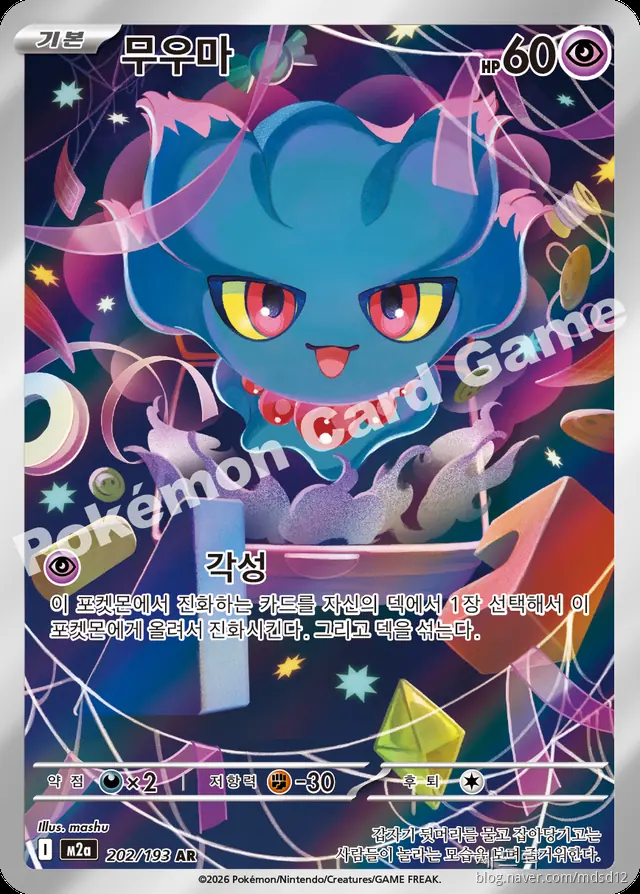 기본
무우마
HP60
Pokémon Card Game
각성
이 포켓몬에서 진화하는 카드를 자신의 덱에서 1장 선택해서 이
포켓몬에게 올려서 진화시킨다. 그리고 덱을 섞는다.
약점 ×2 저항력 -30 후퇴
Illus. mashu
I m2a 202/193 AR
갑자기 뒷머리를 물고 잡아당기고는
사람들이 놀라는 모습을 보며 즐거워한다.
©2026 Pokémon/Nintendo/Creatures/GAME FREAK.
blog.naver.com/mdsd12